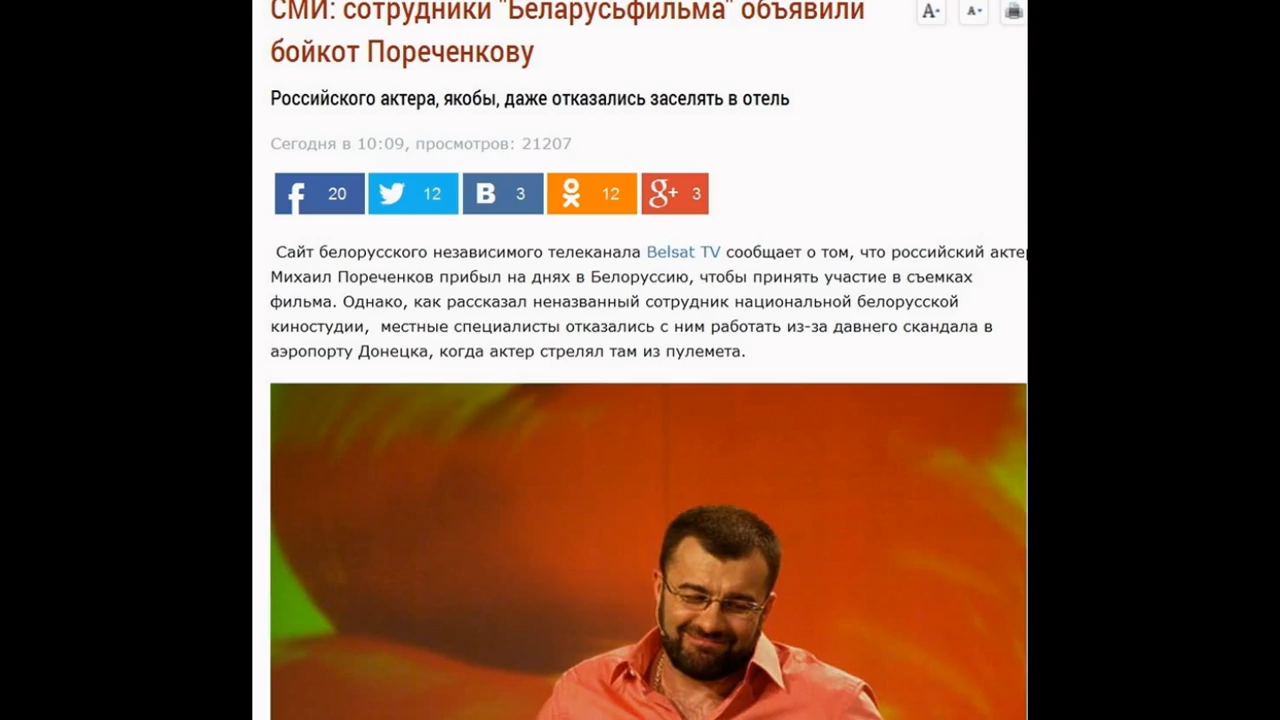 СМИ: сотрудники "Беларусьфильма" объявили
бойкот Пореченкову
A+
A-
Российского актера, якобы, даже отказались заселять в отель
Сегодня в 10:09, просмотров: 21207
20
12
3
12
3
Сайт белорусского независимого телеканала Belsat TV сообщает о том, что российский актер
Михаил Пореченков прибыл на днях в Белоруссию, чтобы принять участие в съемках
фильма. Однако, как рассказал неназванный сотрудник национальной белорусской
киностудии, местные специалисты отказались с ним работать из-за давнего скандала в
аэропорту Донецка, когда актер стрелял там из пулемета.